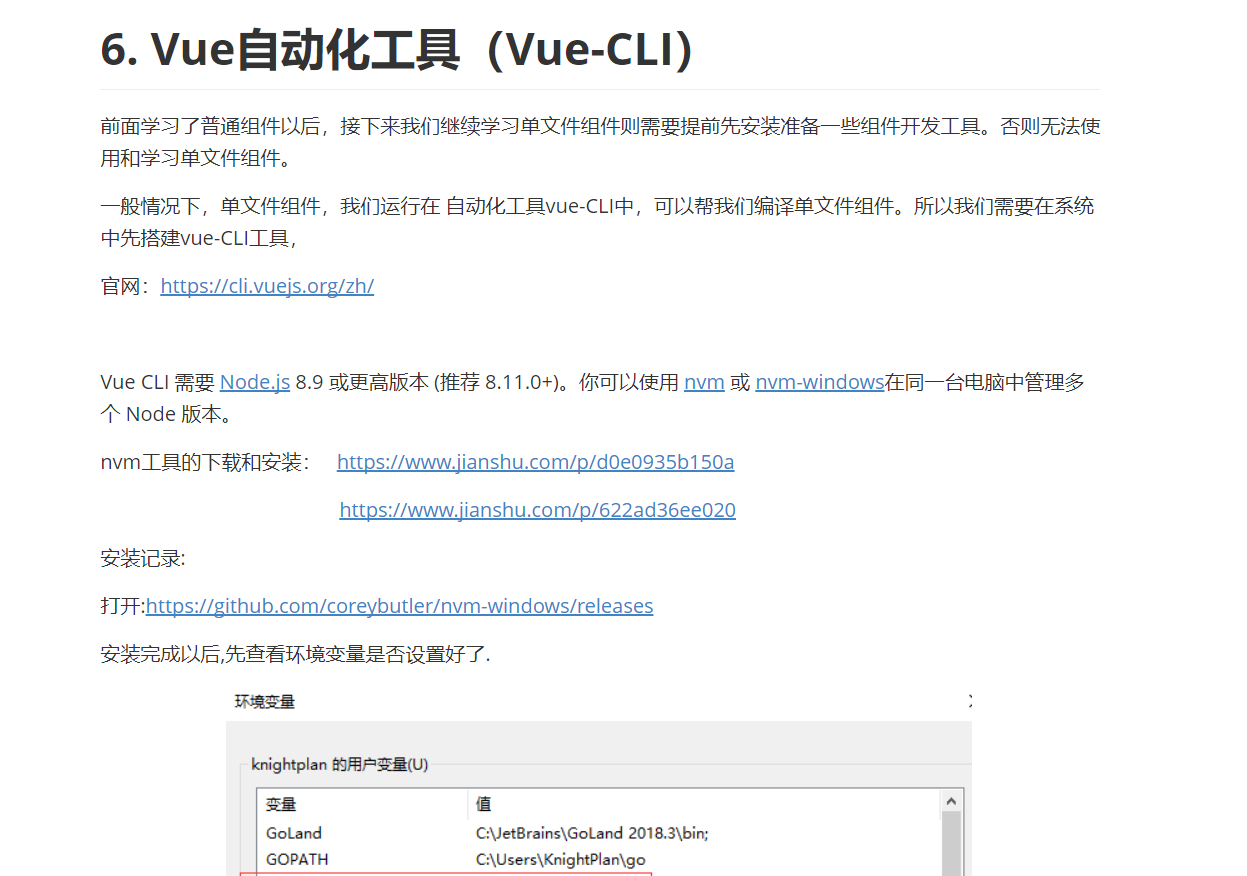 6. Vue自动化工具（Vue-CLI）
前面学习了普通组件以后，接下来我们继续学习单文件组件则需要提前先安装准备一些组件开发工具。否则无法使
用和学习单文件组件。
一般情况下，单文件组件，我们运行在 自动化工具vue-CLI中，可以帮我们编译单文件组件。所以我们需要在系统
中先搭建vue-CLI工具，
官网：https://cli.vuejs.org/zh/
Vue CLI 需要 Node.js 8.9 或更高版本 (推荐 8.11.0+)。你可以使用 nvm 或 nvm-windows在同一台电脑中管理多
个 Node 版本。
nvm工具的下载和安装： https://www.jianshu.com/p/d0e0935b150a
https://www.jianshu.com/p/622ad36ee020
安装记录:
打开:https://github.com/coreybutler/nvm-windows/releases
安装完成以后,先查看环境变量是否设置好了.
环境变量
knightplan 的用户变量(U)
变量 值
GoLand C:\JetBrains\GoLand 2018.3\bin;
GOPATH C:\Users\KnightPlan\go